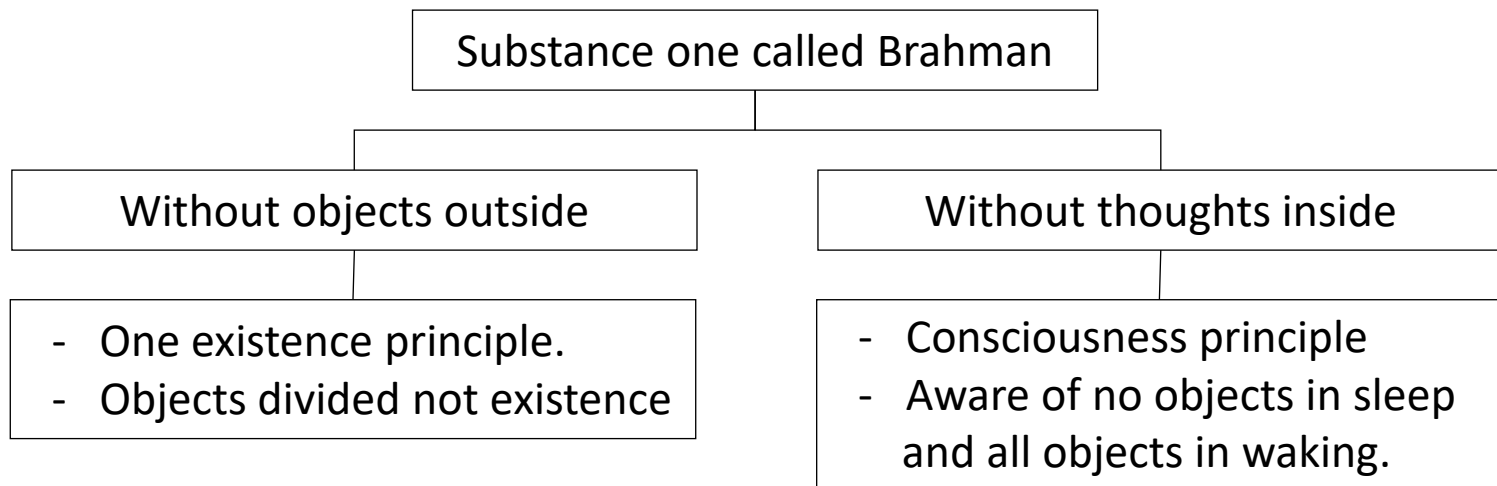 Substance one called Brahman
Without objects outside
Without thoughts inside
- One existence principle.
- Objects divided not existence
- Consciousness principle
- Aware of no objects in sleep
and all objects in waking.